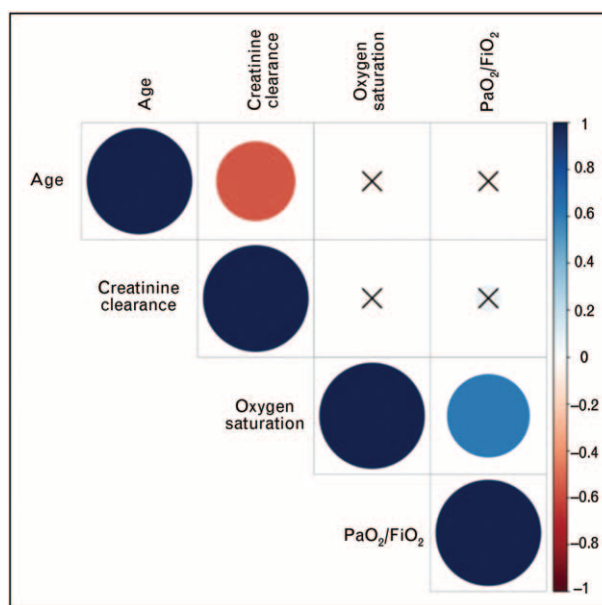 Age
Creatinine
clearance
Oxygen
saturation
PaO₂/FiO₂
Age
Creatinine
clearance
Oxygen
saturation
PaO₂/FiO₂
1
0.8
0.6
0.4
0.2
0
−0.2
−0.4
−0.6
−0.8
−1